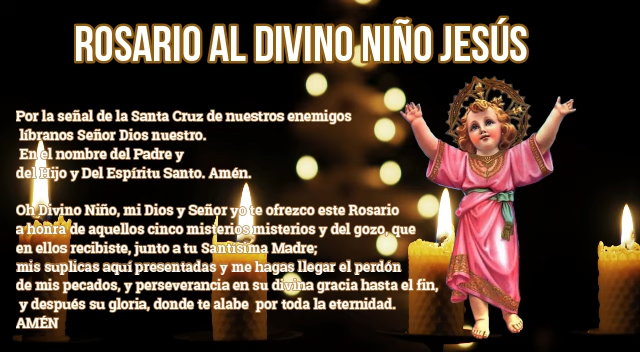 ROSARIO AL DIVINO NIÑO JESÚS
Por la señal de la Santa Cruz de nuestros enemigos
líbranos Señor Dios nuestro.
En el nombre del Padre y
del Hijo y Del Espíritu Santo. Amén.
Oh Divino Niño, mi Dios y Señor yo te ofrezco este Rosario
a honra de aquellos cinco misterios misterios y del gozo, que
en ellos recibiste, junto a tu Santísima Madre;
mis suplicas aquí presentadas y me hagas llegar el perdón
de mis pecados, y perseverancia en su divina gracia hasta el fin,
y después su gloria, donde te alabe por toda la eternidad.
AMÉN